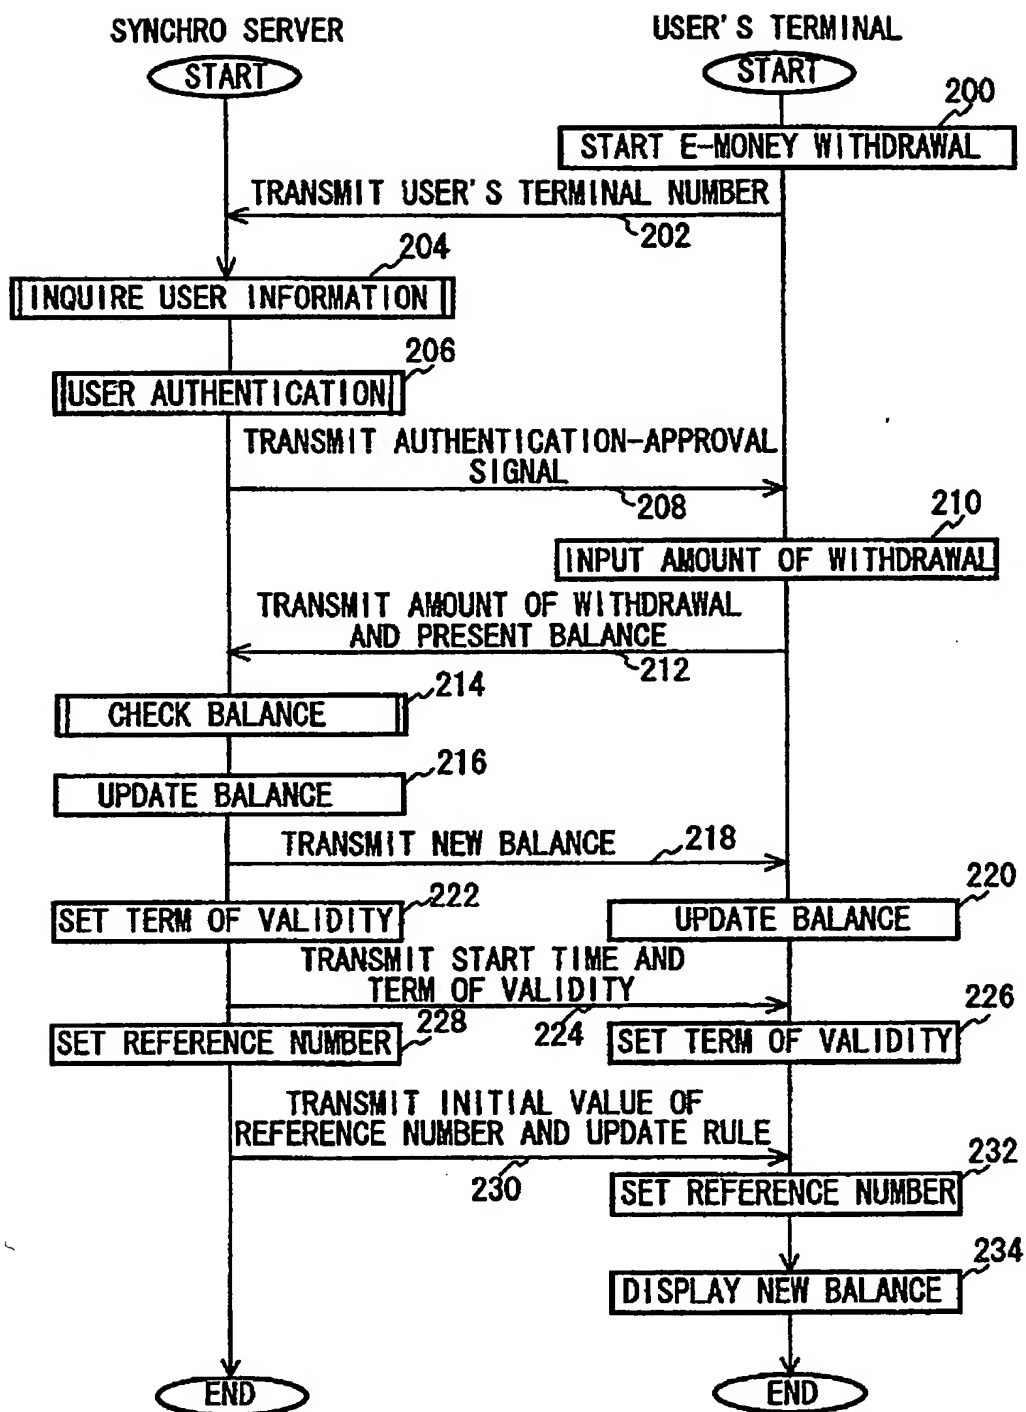 SYNCHRO SERVER
USER'S TERMINAL
START
START
200
START E-MONEY WITHDRAWAL
TRANSMIT USER'S TERMINAL NUMBER
202
204
INQUIRE USER INFORMATION
206
USER AUTHENTICATION
TRANSMIT AUTHENTICATION-APPROVAL
SIGNAL
208
210
INPUT AMOUNT OF WITHDRAWAL
TRANSMIT AMOUNT OF WITHDRAWAL
AND PRESENT BALANCE
212
214
CHECK BALANCE
216
UPDATE BALANCE
TRANSMIT NEW BALANCE
218
220
222
SET TERM OF VALIDITY
UPDATE BALANCE
TRANSMIT START TIME AND
TERM OF VALIDITY
224
226
228
SET REFERENCE NUMBER
SET TERM OF VALIDITY
TRANSMIT INITIAL VALUE OF
REFERENCE NUMBER AND UPDATE RULE
230
232
SET REFERENCE NUMBER
234
DISPLAY NEW BALANCE
END
END